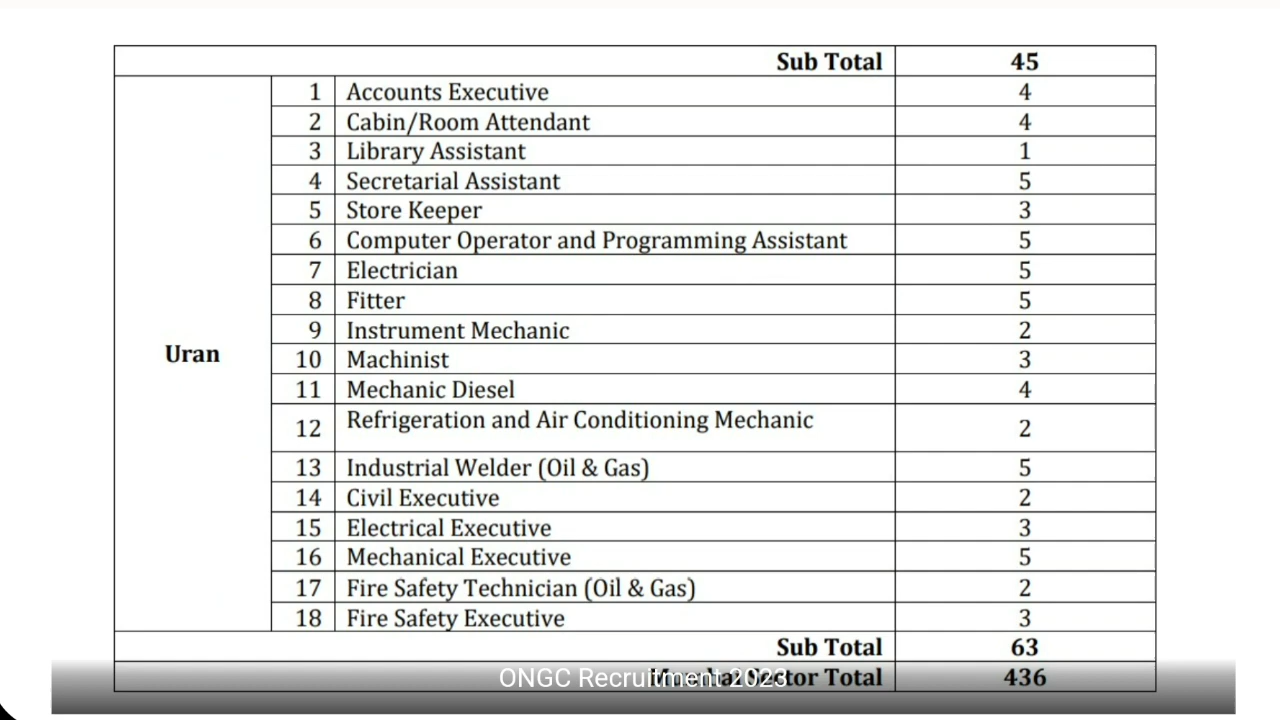 Sub Total 45
1 Accounts Executive 4
2 Cabin/Room Attendant 4
3 Library Assistant 1
4 Secretarial Assistant 5
5 Store Keeper 3
6 Computer Operator and Programming Assistant 5
7 Electrician 5
8 Fitter 5
9 Instrument Mechanic 2
Uran
10 Machinist 3
11 Mechanic Diesel 4
12 Refrigeration and Air Conditioning Mechanic 2
13 Industrial Welder (Oil & Gas) 5
14 Civil Executive 2
15 Electrical Executive 3
16 Mechanical Executive 5
17 Fire Safety Technician (Oil & Gas) 2
18 Fire Safety Executive 3
Sub Total 63
Mumbai Sector Total 436
ONGC Recruitment 2023